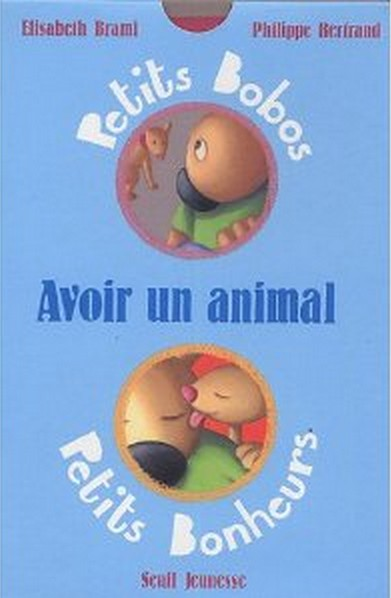 Elisabeth Brami
Philippe Bertrand
Petits Bobos
Avoir un animal
Petits Bonheurs
Seuil Jeunesse